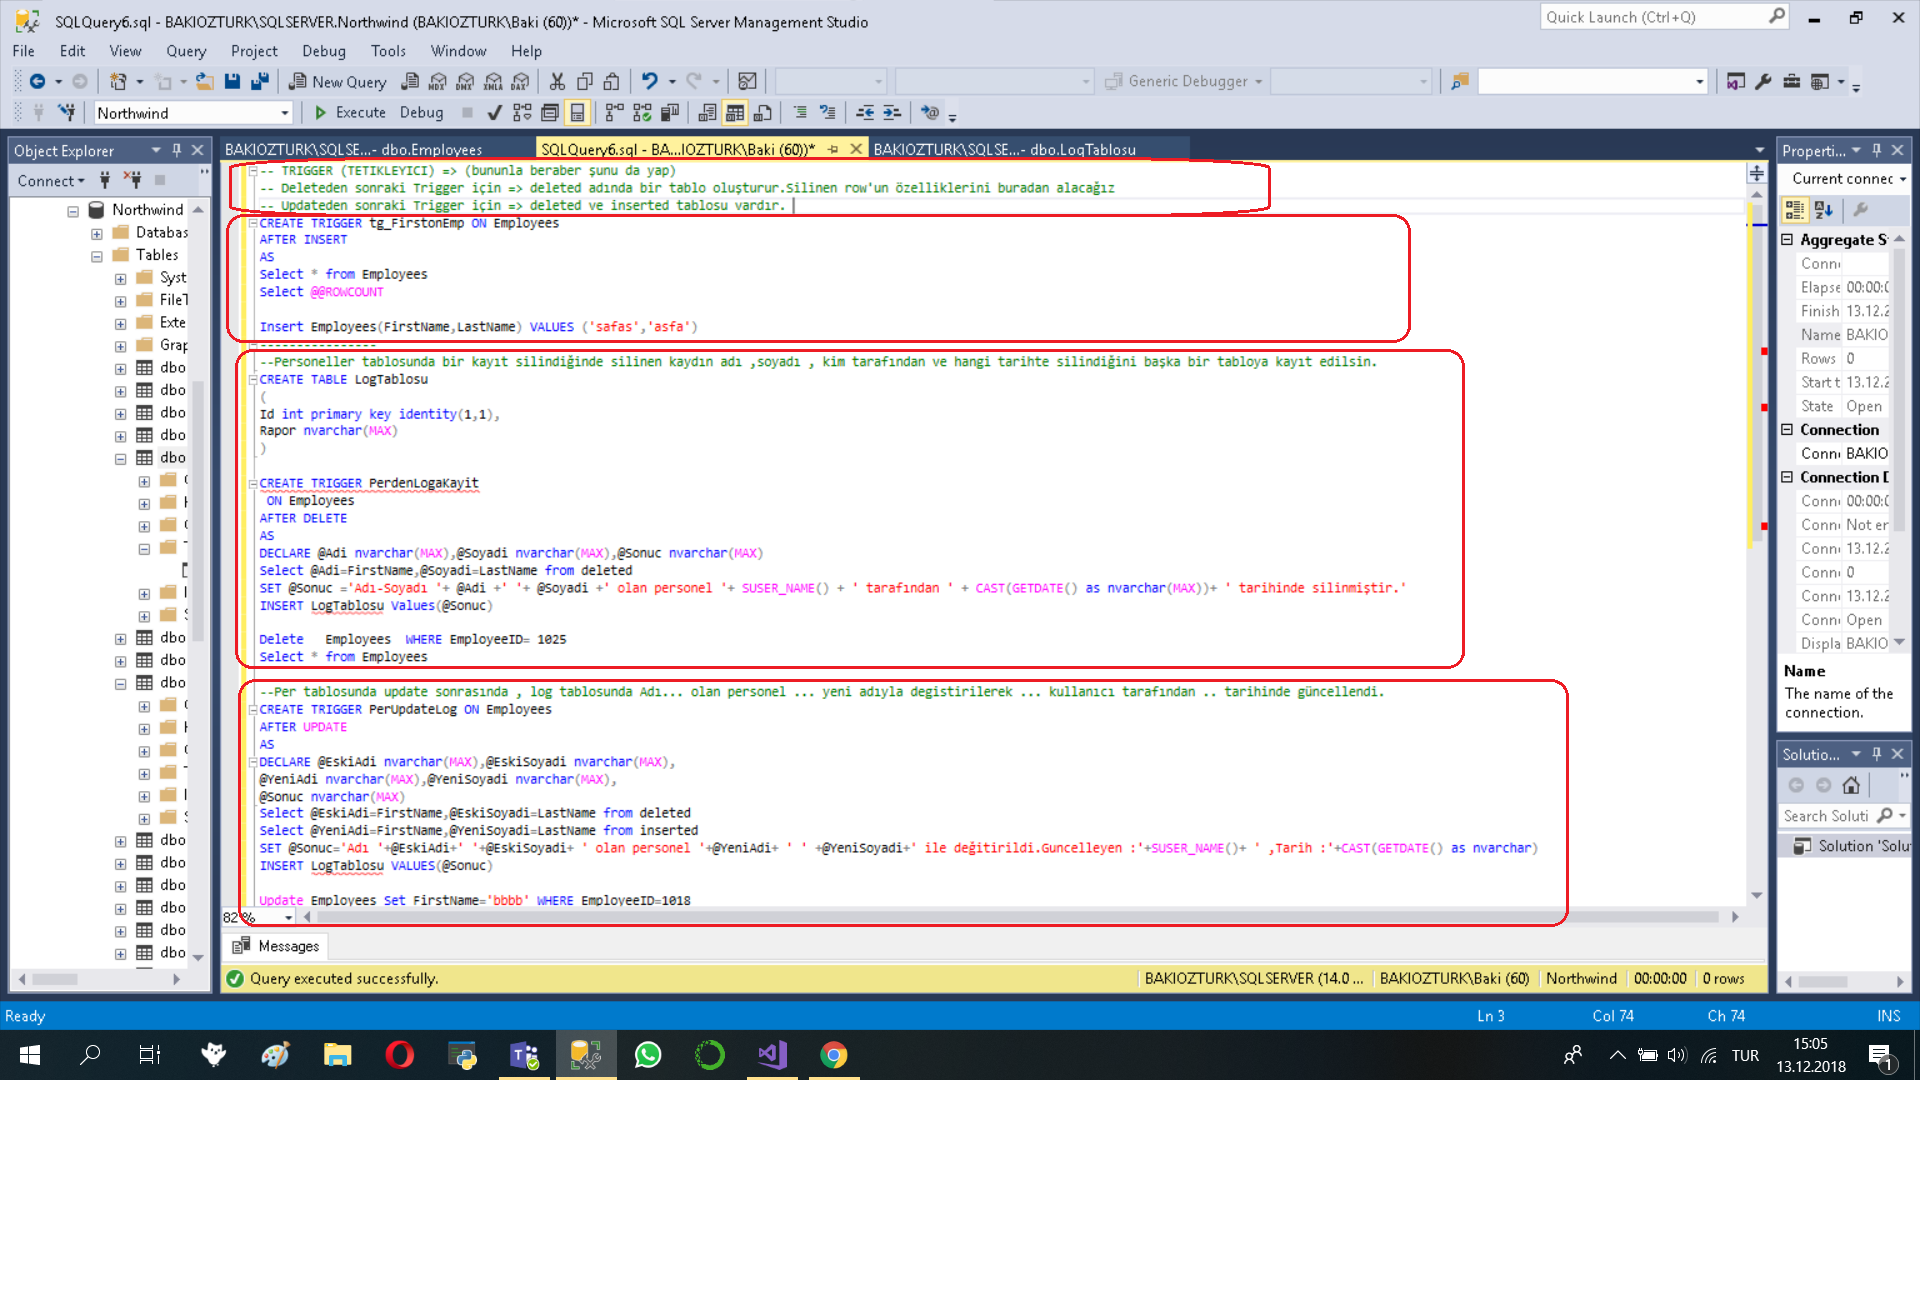 SQLQuery6.sql - BAKIOZTURK\SQLSERVER.Northwind (BAKIOZTURK\Baki (60))* - Microsoft SQL Server Management Studio
Quick Launch (Ctrl+Q)
File Edit View Query Project Debug Tools Window Help
New Query
MDX DMX XMLA DAX
Generic Debugger
Northwind
Execute Debug
Object Explorer
BAKIOZTURK\SQLSE...- dbo.Employees
SQLQuery6.sql - BA...IOZTURK\Baki (60))*
BAKIOZTURK\SQLSE...- dbo.LogTablosu
Connect
Northwind
Databas
Tables
Syst
FileT
Exte
Grap
dbo
dbo
dbo
dbo
dbo
dbo
dbo
dbo
dbo
dbo
dbo
dbo
dbo
dbo
-- TRIGGER (TETIKLEYICI) => (bununla beraber şunu da yap)
-- Deleteden sonraki Trigger için => deleted adında bir tablo oluşturur.Silinen row'un özelliklerini buradan alacağız
-- Updateden sonraki Trigger için => deleted ve inserted tablosu vardır.
CREATE TRIGGER tg_FirstonEmp ON Employees
AFTER INSERT
AS
Select * from Employees
Select @@ROWCOUNT
Insert Employees(FirstName,LastName) VALUES ('safas','asfa')
----------------
--Personeller tablosunda bir kayıt silindiğinde silinen kaydın adı ,soyadı , kim tarafından ve hangi tarihte silindiğini başka bir tabloya kayıt edilsin.
CREATE TABLE LogTablosu
(
Id int primary key identity(1,1),
Rapor nvarchar(MAX)
)
CREATE TRIGGER PerdenLogaKayit
ON Employees
AFTER DELETE
AS
DECLARE @Adi nvarchar(MAX),@Soyadi nvarchar(MAX),@Sonuc nvarchar(MAX)
Select @Adi=FirstName,@Soyadi=LastName from deleted
SET @Sonuc ='Adı-Soyadı '+ @Adi +' '+ @Soyadi +' olan personel '+ SUSER_NAME() + ' tarafından ' + CAST(GETDATE() as nvarchar(MAX))+ ' tarihinde silinmiştir.'
INSERT LogTablosu Values(@Sonuc)
Delete Employees WHERE EmployeeID= 1025
Select * from Employees
--Per tablosunda update sonrasında , log tablosunda Adı... olan personel ... yeni adıyla degistirilerek ... kullanıcı tarafından .. tarihinde güncellendi.
CREATE TRIGGER PerUpdateLog ON Employees
AFTER UPDATE
AS
DECLARE @EskiAdi nvarchar(MAX),@EskiSoyadi nvarchar(MAX),
@YeniAdi nvarchar(MAX),@YeniSoyadi nvarchar(MAX),
@Sonuc nvarchar(MAX)
Select @EskiAdi=FirstName,@EskiSoyadi=LastName from deleted
Select @YeniAdi=FirstName,@YeniSoyadi=LastName from inserted
SET @Sonuc='Adı '+@EskiAdi+' '+@EskiSoyadi+ ' olan personel '+@YeniAdi+ ' ' +@YeniSoyadi+' ile değitirildi.Guncelleyen :'+SUSER_NAME()+ ' ,Tarih :'+CAST(GETDATE() as nvarchar)
INSERT LogTablosu VALUES(@Sonuc)
Update Employees Set FirstName='bbbb' WHERE EmployeeID=1018
82 %
Messages
Query executed successfully.
BAKIOZTURK\SQLSERVER (14.0 ... BAKIOZTURK\Baki (60) Northwind 00:00:00 0 rows
Properti...
Current connec
Aggregate S
Conn
Elapse 00:00:0
Finish 13.12.2
Name BAKIO
Rows 0
Start t 13.12.2
State Open
Connection
Conn BAKIO
Connection D
Conn 00:00:0
Conn Not en
Conn 13.12.2
Conn 0
Conn 13.12.2
Conn Open
Displa BAKIO
Name
The name of the
connection.
Solutio...
Search Soluti
Solution 'Solu
Ready Ln 3 Col 74 Ch 74 INS
TUR
15:05
13.12.2018
1